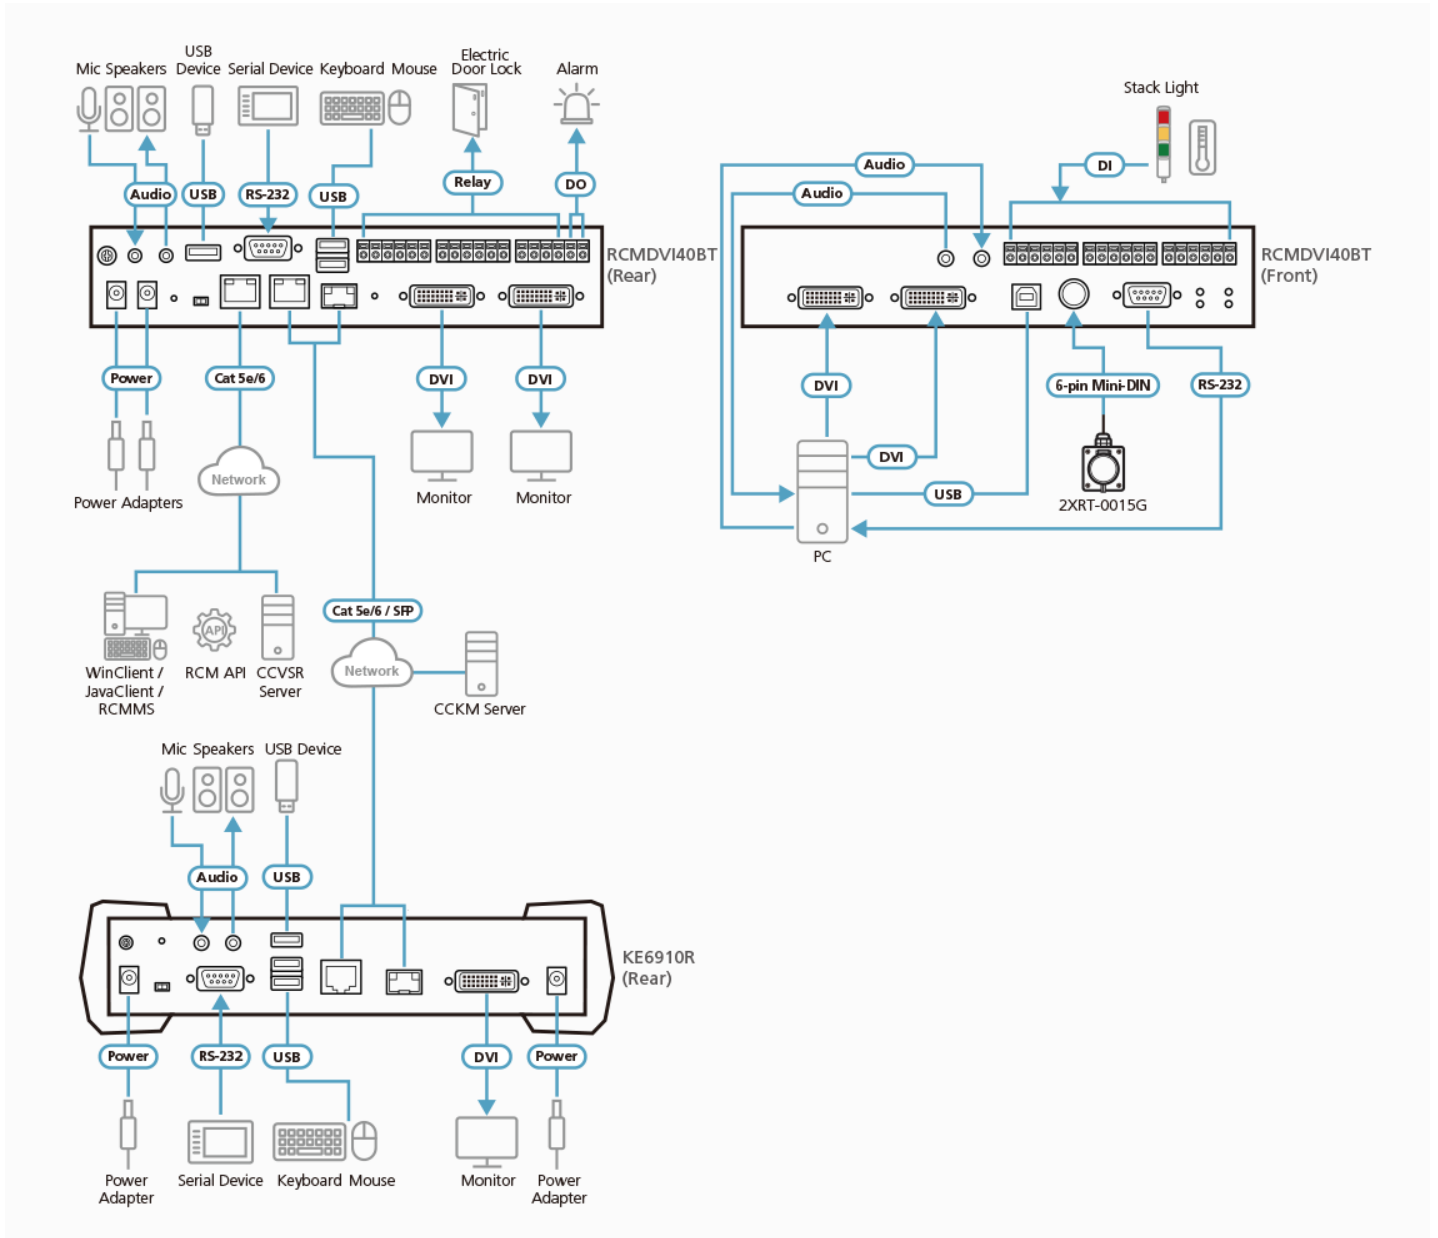 Mic Speakers
USB
Device
Serial Device
Keyboard Mouse
Electric
Door Lock
Alarm
Audio
USB
RS-232
USB
Relay
DO
RCMDVI40BT
(Rear)
Power
Cat 5e/6
DVI
DVI
Power Adapters
Network
Monitor
Monitor
Stack Light
Audio
Audio
DI
RCMDVI40BT
(Front)
DVI
6-pin Mini-DIN
RS-232
DVI
USB
2XRT-0015G
PC
Cat 5e/6 / SFP
API
WinClient /
JavaClient /
RCMMS
RCM API
CCVSR
Server
Network
CCKM Server
Mic Speakers
USB Device
Audio
USB
KE6910R
(Rear)
Power
RS-232
USB
DVI
Power
Power
Adapter
Serial Device
Keyboard Mouse
Monitor
Power
Adapter